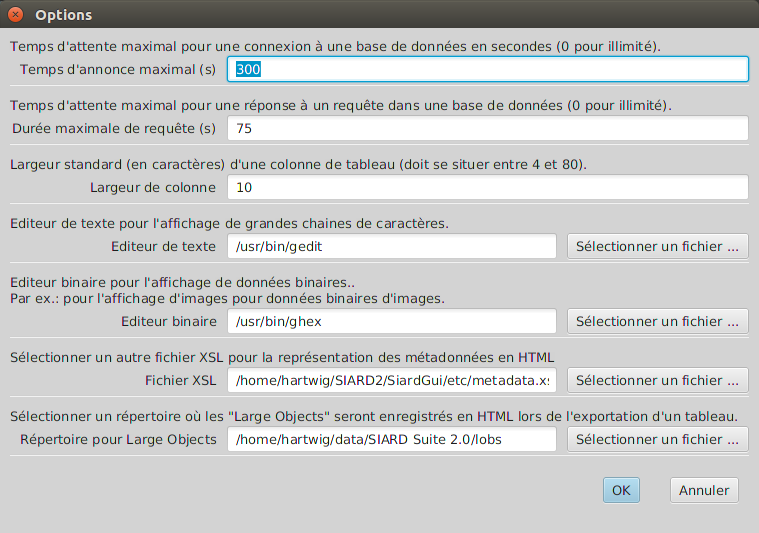 Options
Temps d'attente maximal pour une connexion à une base de données en secondes (0 pour illimité).
Temps d'annonce maximal (s) 300
Temps d'attente maximal pour une réponse à un requête dans une base de données (0 pour illimité).
Durée maximale de requête (s) 75
Largeur standard (en caractères) d'une colonne de tableau (doit se situer entre 4 et 80).
Largeur de colonne 10
Editeur de texte pour l'affichage de grandes chaines de caractères.
Editeur de texte /usr/bin/gedit Sélectionner un fichier ...
Editeur binaire pour l'affichage de données binaires..
Par ex.: pour l'affichage d'images pour données binaires d'images.
Editeur binaire /usr/bin/ghex Sélectionner un fichier ...
Sélectionner un autre fichier XSL pour la représentation des métadonnées en HTML
Fichier XSL /home/hartwig/SIARD2/SiardGui/etc/metadata.xs Sélectionner un fichier ...
Sélectionner un répertoire où les "Large Objects" seront enregistrés en HTML lors de l'exportation d'un tableau.
Répertoire pour Large Objects /home/hartwig/data/SIARD Suite 2.0/lobs Sélectionner un fichier ...
OK Annuler